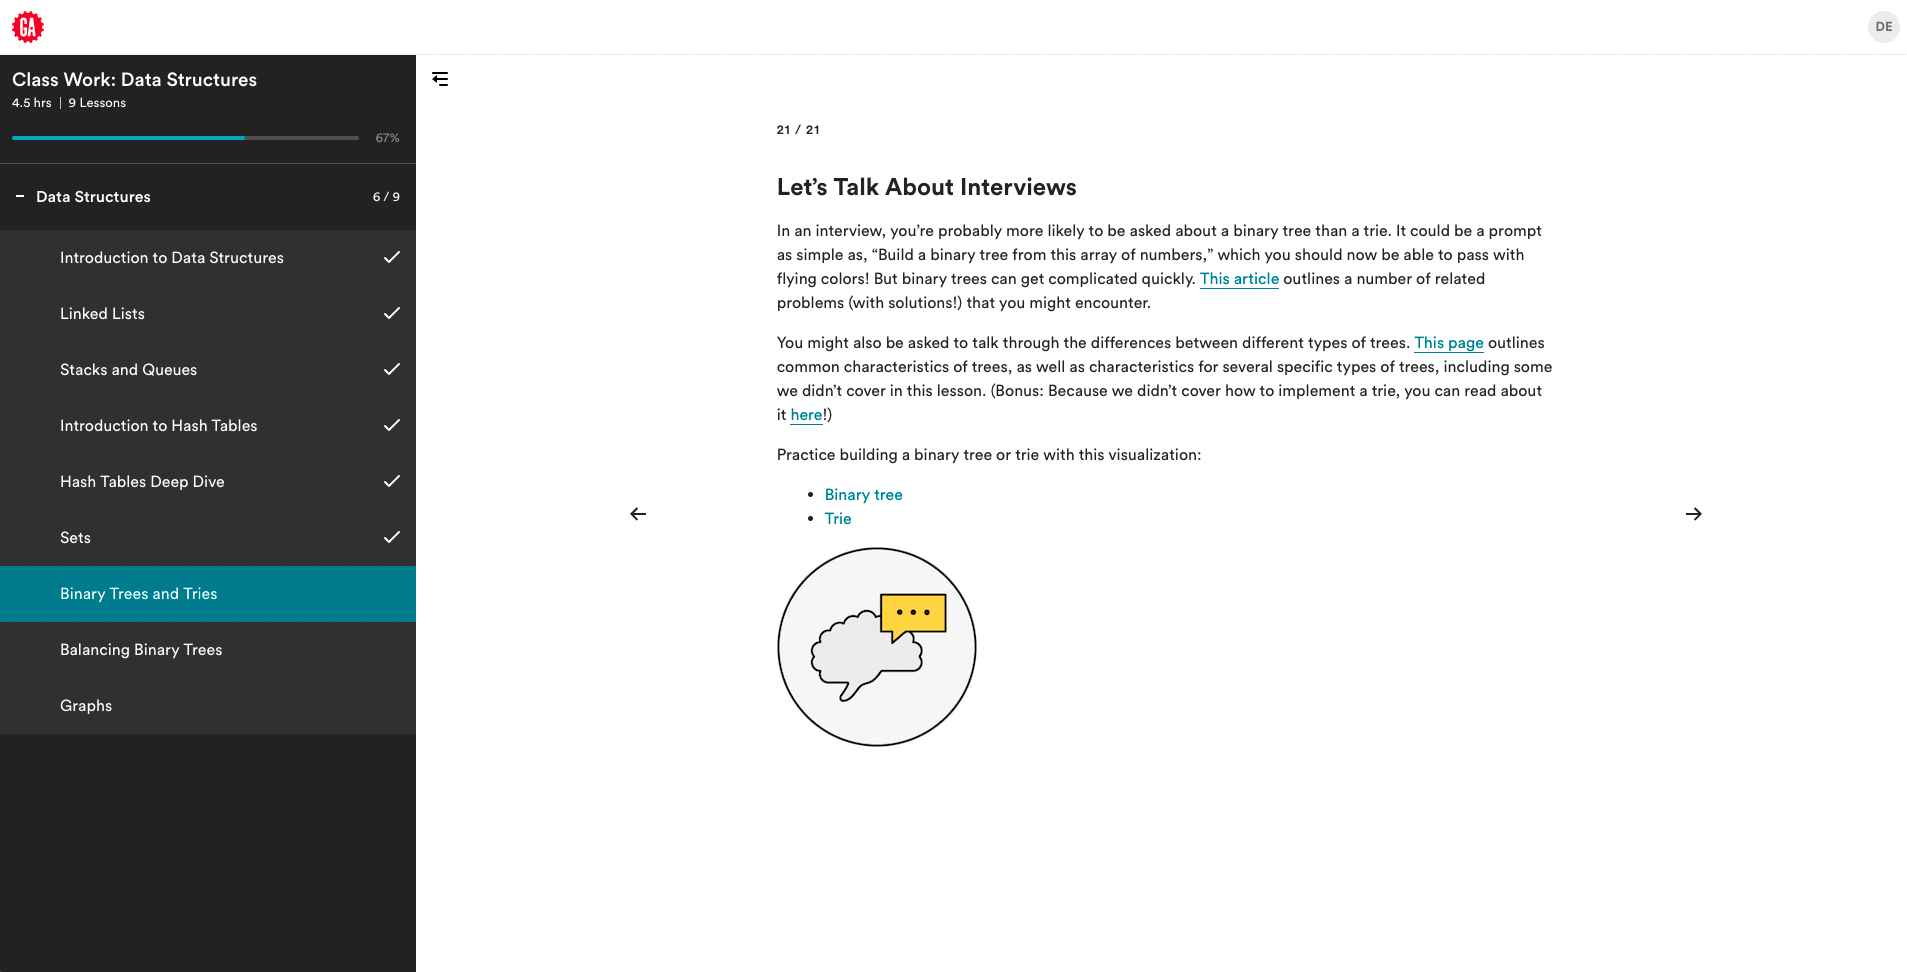 GA
DE
Class Work: Data Structures
4.5 hrs | 9 Lessons
67%
Data Structures 6 / 9
Introduction to Data Structures
Linked Lists
Stacks and Queues
Introduction to Hash Tables
Hash Tables Deep Dive
Sets
Binary Trees and Tries
Balancing Binary Trees
Graphs
21 / 21
Let’s Talk About Interviews
In an interview, you’re probably more likely to be asked about a binary tree than a trie. It could be a prompt
as simple as, “Build a binary tree from this array of numbers,” which you should now be able to pass with
flying colors! But binary trees can get complicated quickly. This article outlines a number of related
problems (with solutions!) that you might encounter.
You might also be asked to talk through the differences between different types of trees. This page outlines
common characteristics of trees, as well as characteristics for several specific types of trees, including some
we didn’t cover in this lesson. (Bonus: Because we didn’t cover how to implement a trie, you can read about
it here!)
Practice building a binary tree or trie with this visualization:
• Binary tree
• Trie